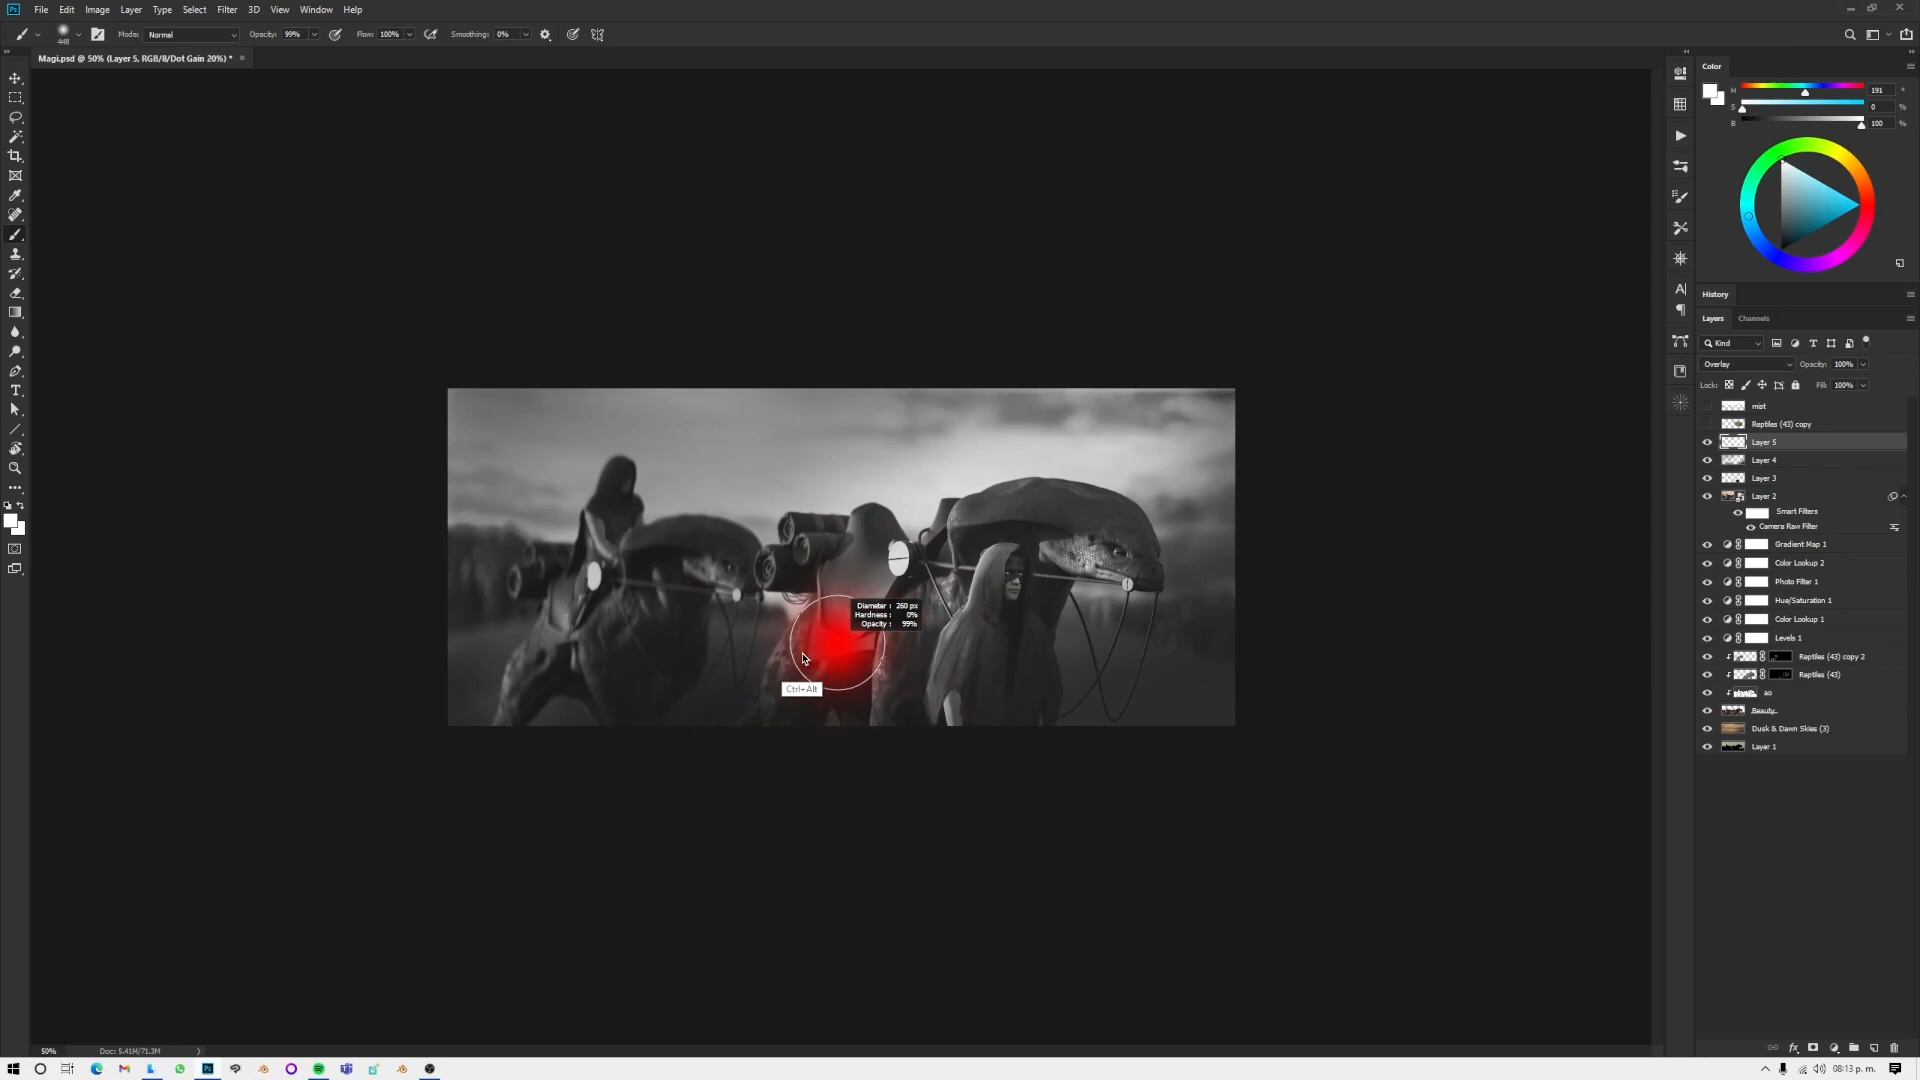 Ps File Edit Image Layer Type Select Filter 3D View Window Help
448 Mode: Normal Opacity: 99% Flow: 100% Smoothing: 0%
Magi.psd @ 50% (Layer 5, RGB/8/Dot Gain 20%) * ×
Color
H 191 °
S 0 %
B 100 %
History
Layers Channels
Kind
Overlay Opacity: 100%
Lock: Fill: 100%
mist
Reptiles (43) copy
Layer 5
Layer 4
Layer 3
Layer 2
Smart Filters
Camera Raw Filter
Gradient Map 1
Color Lookup 2
Photo Filter 1
Hue/Saturation 1
Color Lookup 1
Levels 1
Reptiles (43) copy 2
Reptiles (43)
ao
Beauty_
Dusk & Dawn Skies (3)
Layer 1
Diameter : 260 px
Hardness : 0%
Opacity : 99%
Ctrl+Alt
50% Doc: 5.41M/71.3M
08:13 p. m.